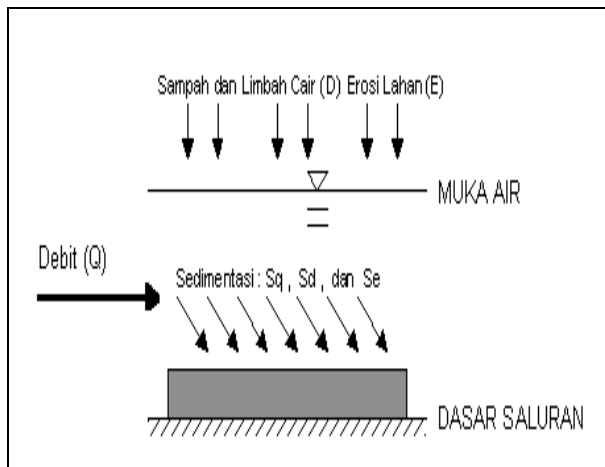 Sampah dan Limbah Cair (D) Erosi Lahan (E)
MUKA AIR
Debit (Q)
Sedimentasi : Sq , Sd , dan Se
DASAR SALURAN